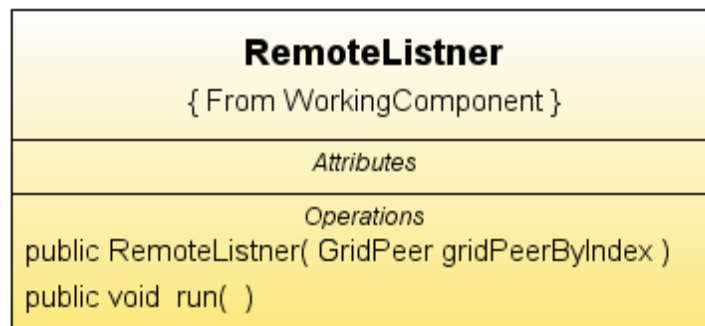 RemoteListner
{ From WorkingComponent }
Attributes
Operations
public RemoteListner( GridPeer gridPeerByIndex )
public void run( )